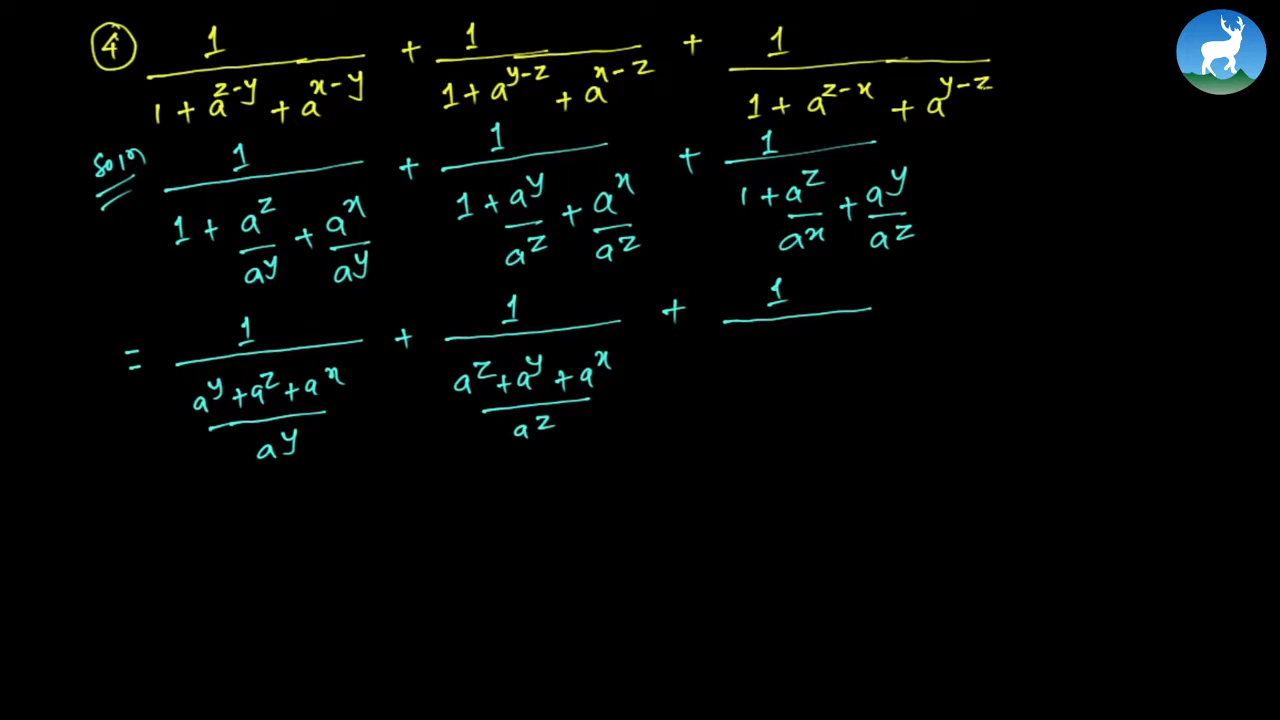 ④ 1/(1 + a^(z-y) + a^(x-y)) + 1/(1 + a^(y-z) + a^(x-z)) + 1/(1 + a^(z-x) + a^(y-z))
Soln 1/(1 + a^z/a^y + a^x/a^y) + 1/(1 + a^y/a^z + a^x/a^z) + 1/(1 + a^z/a^x + a^y/a^z)
= 1/((a^y + a^z + a^x)/a^y) + 1/((a^z + a^y + a^x)/a^z) + 1/